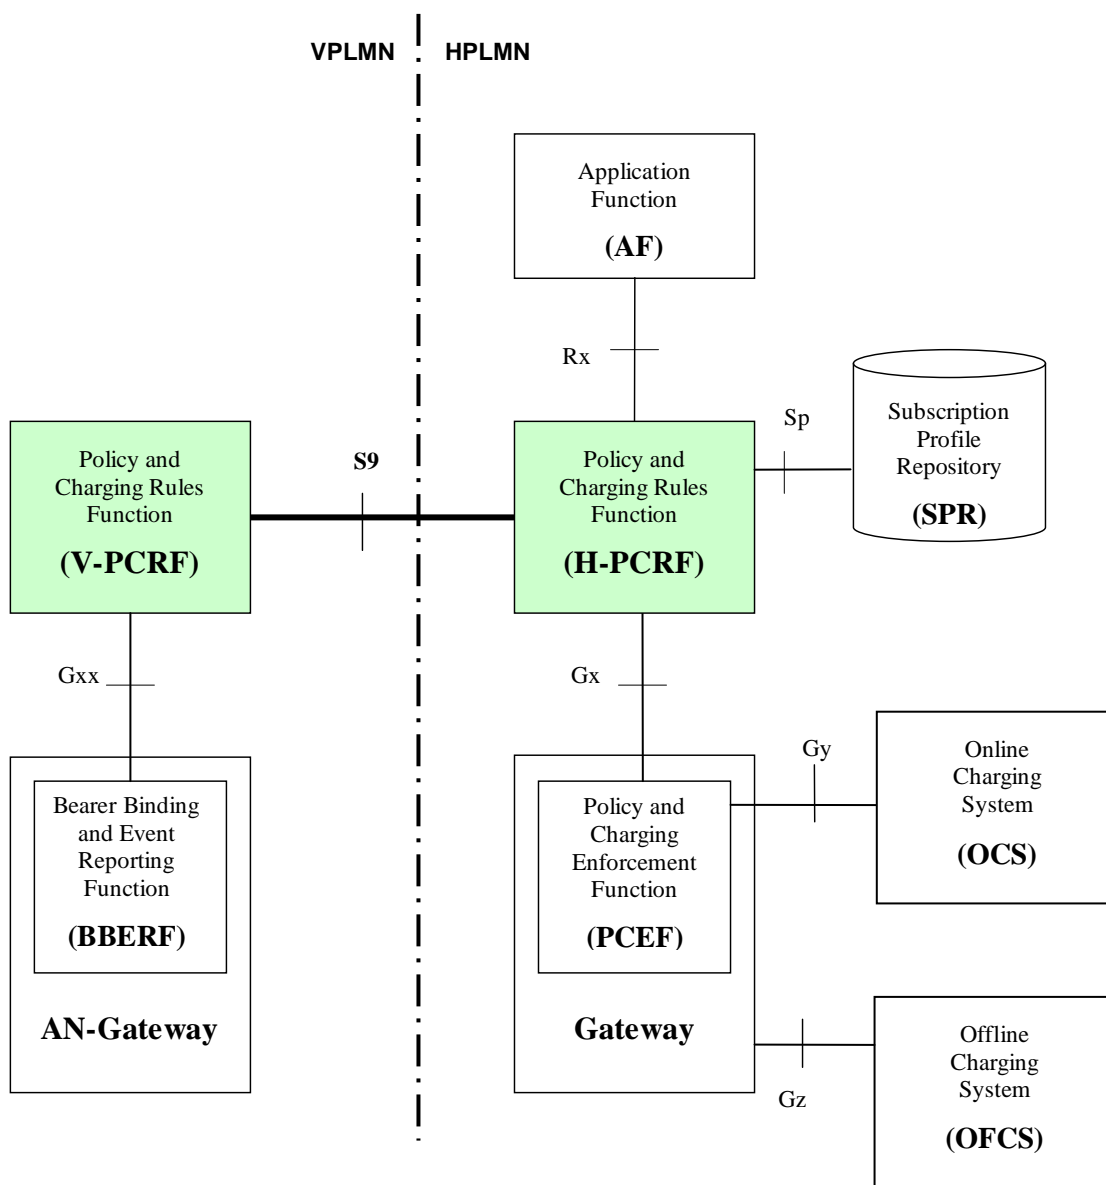 VPLMN
HPLMN
Application
Function
(AF)
Rx
Sp
Subscription
Profile
Repository
(SPR)
Policy and
Charging Rules
Function
(V-PCRF)
S9
Policy and
Charging Rules
Function
(H-PCRF)
Gxx
Gx
Bearer Binding
and Event
Reporting
Function
(BBERF)
AN-Gateway
Policy and
Charging
Enforcement
Function
(PCEF)
Gateway
Gy
Online
Charging
System
(OCS)
Gz
Offline
Charging
System
(OFCS)